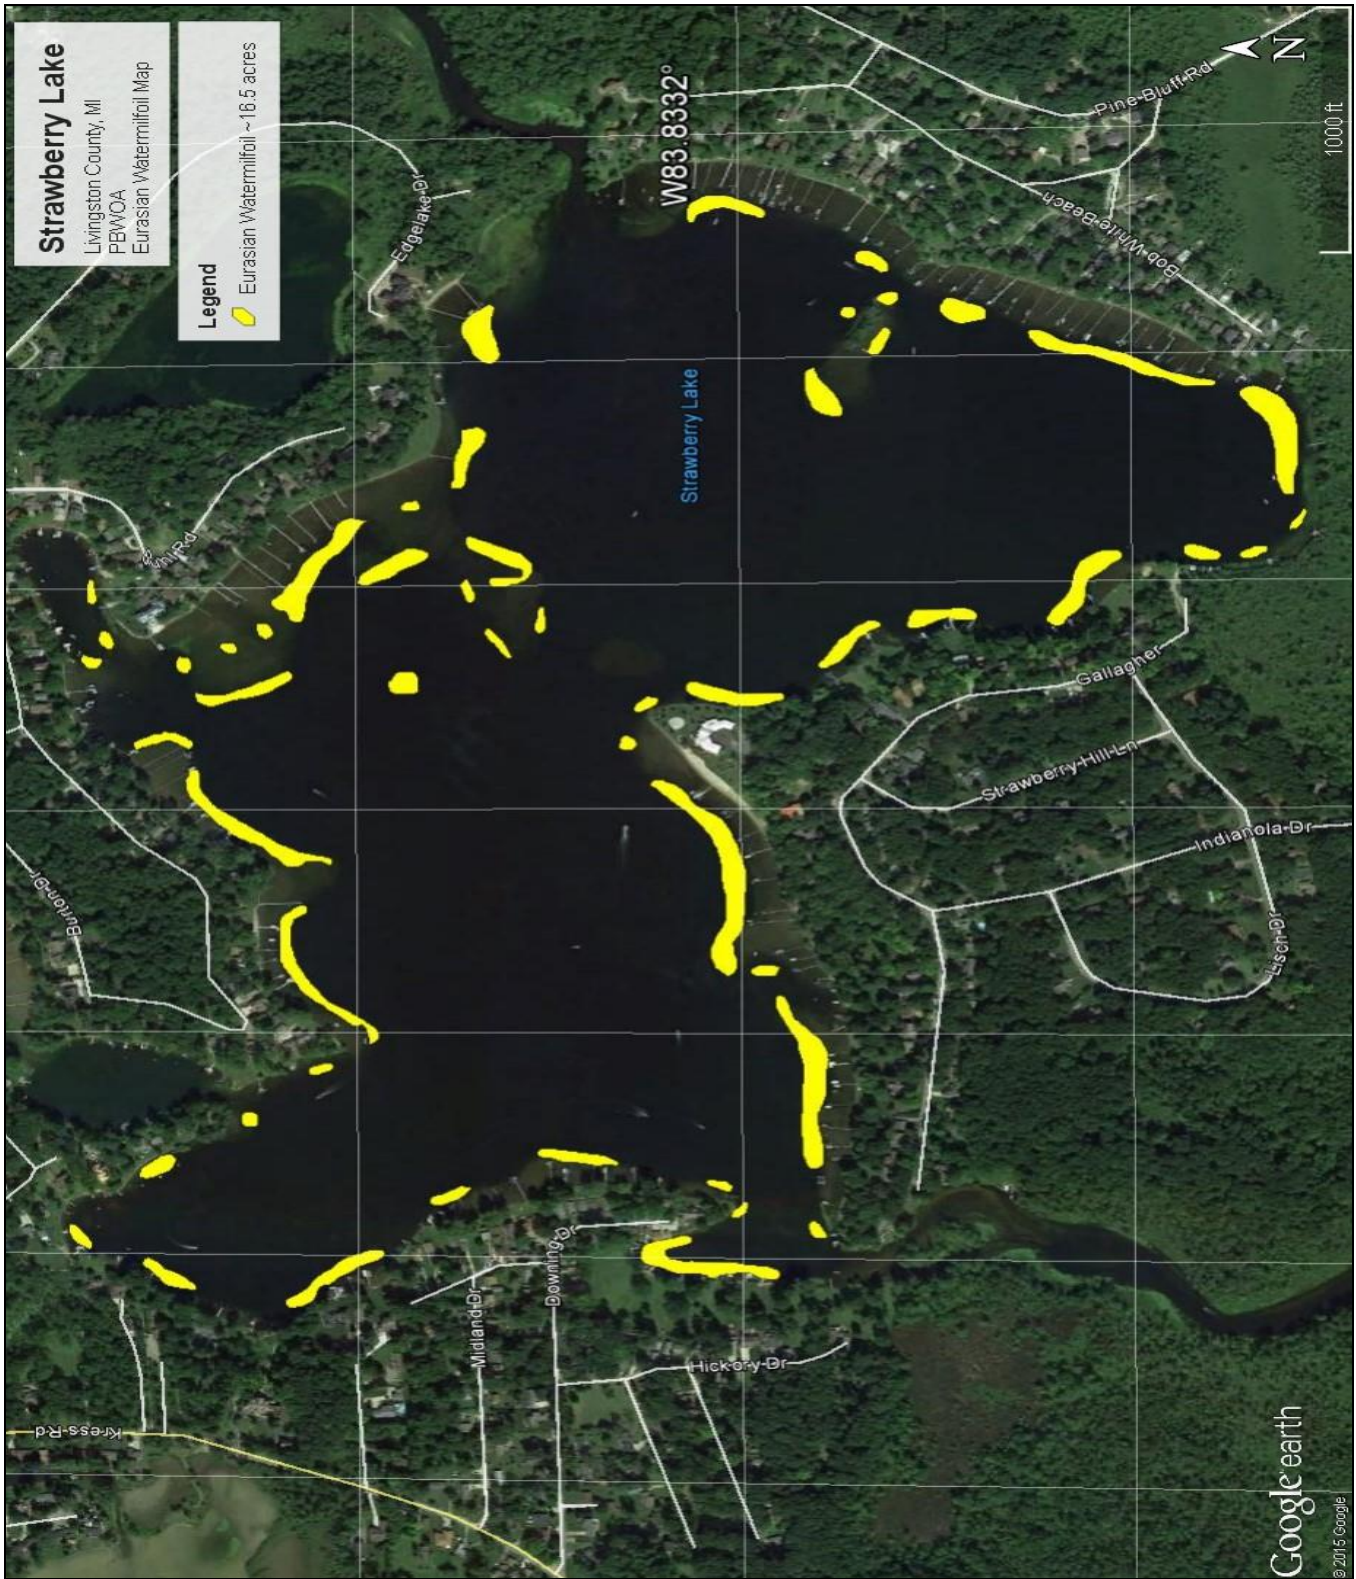 Strawberry Lake
Livingston County, MI
PBWOA
Eurasian Watermilfoil Map
Legend
Eurasian Watermilfoil ~16.5 acres
N
Pine Bluff Rd
W83.8332°
Edgelake Dr
Bob White Beach
1000 ft
Strawberry Lake
Gallagher
Strawberry Hill Ln
Indianola Dr
Lisch Dr
Burton Dr
Downing Dr
Midland Dr
Hickory Dr
Kress Rd
Google earth
© 2015 Google